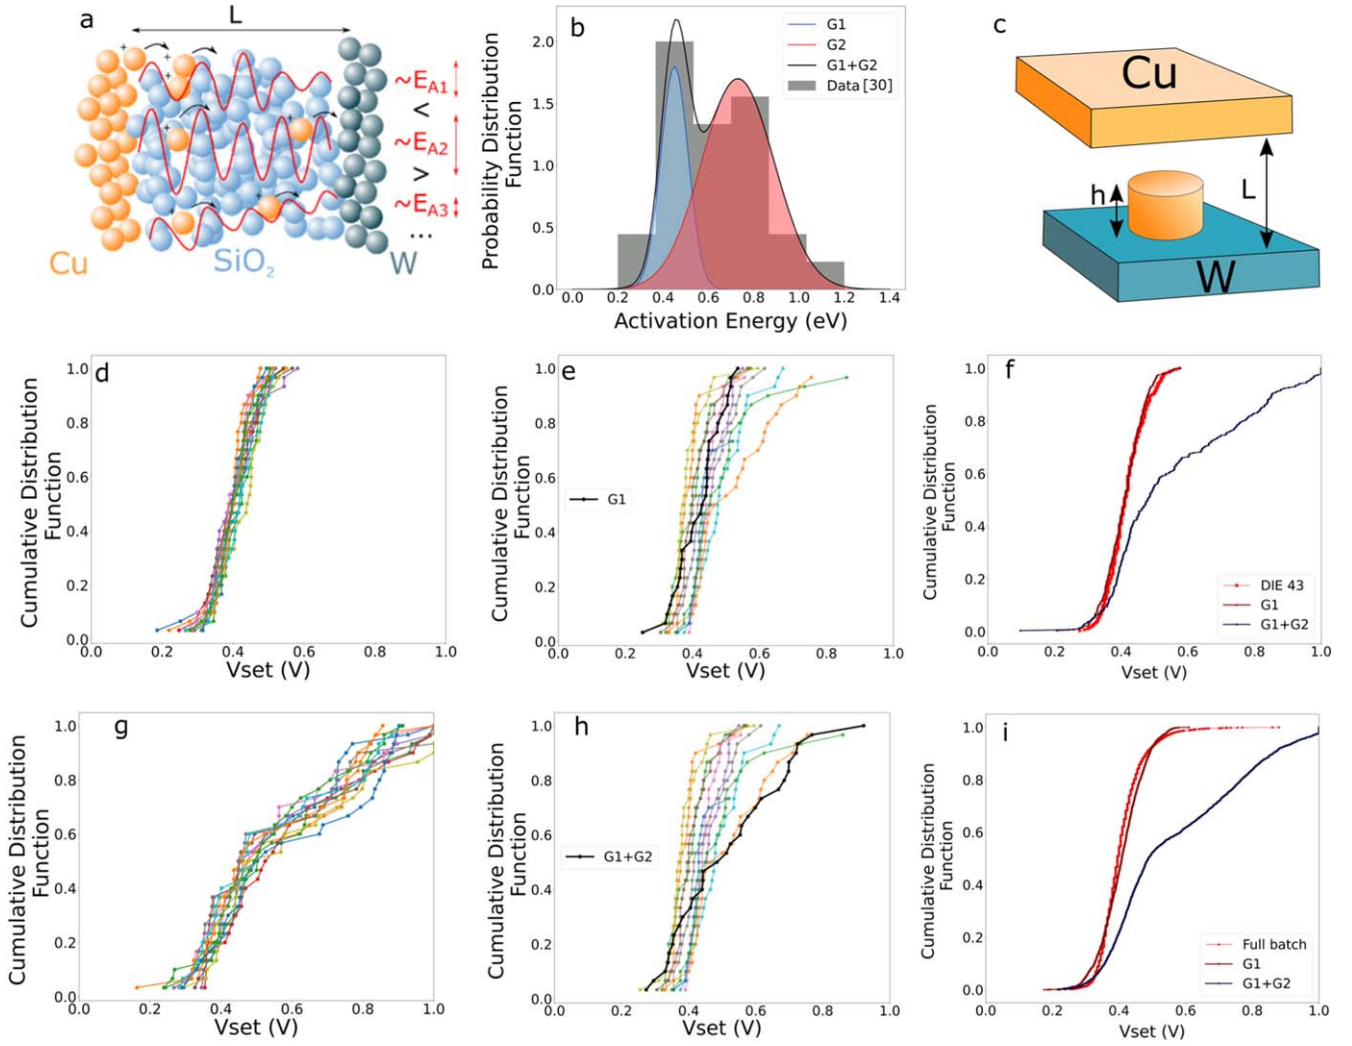 a
L
~E_A1
<
~E_A2
>
~E_A3
...
Cu
SiO₂
W
b
Probability Distribution
Function
2.0
1.5
1.0
0.5
0.0
G1
G2
G1+G2
Data [30]
0.0 0.2 0.4 0.6 0.8 1.0 1.2 1.4
Activation Energy (eV)
c
Cu
h
L
W
d
Cumulative Distribution
Function
1.0
0.8
0.6
0.4
0.2
0.0
0.0 0.2 0.4 0.6 0.8 1.0
Vset (V)
e
Cumulative Distribution
Function
1.0
0.8
0.6
0.4
0.2
0.0
G1
0.0 0.2 0.4 0.6 0.8 1.0
Vset (V)
f
Cumulative Distribution
Function
1.0
0.8
0.6
0.4
0.2
0.0
DIE 43
G1
G1+G2
0.0 0.2 0.4 0.6 0.8 1.0
Vset (V)
g
Cumulative Distribution
Function
1.0
0.8
0.6
0.4
0.2
0.0
0.0 0.2 0.4 0.6 0.8 1.0
Vset (V)
h
Cumulative Distribution
Function
1.0
0.8
0.6
0.4
0.2
0.0
G1+G2
0.0 0.2 0.4 0.6 0.8 1.0
Vset (V)
i
Cumulative Distribution
Function
1.0
0.8
0.6
0.4
0.2
0.0
Full batch
G1
G1+G2
0.0 0.2 0.4 0.6 0.8 1.0
Vset (V)